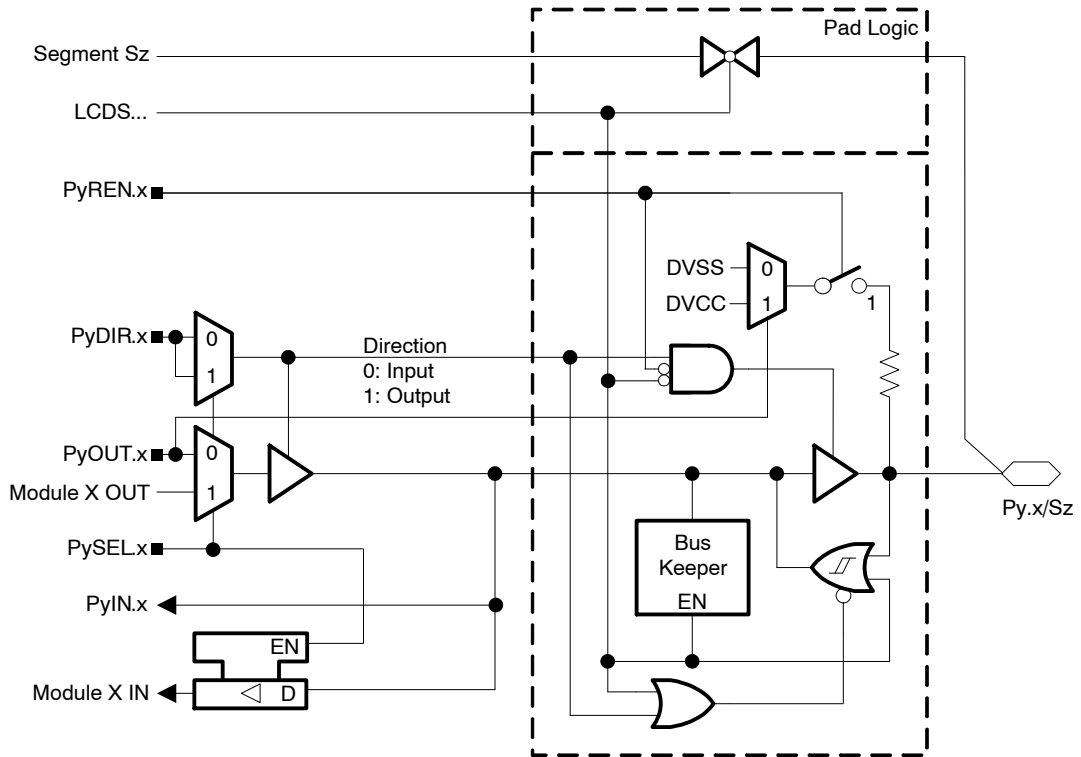 Pad Logic
Segment Sz
LCDS...
PyREN.x
DVSS
0
DVCC
1
1
PyDIR.x
0
1
Direction
0: Input
1: Output
PyOUT.x
0
Module X OUT
1
Py.x/Sz
PySEL.x
Bus
Keeper
EN
PyIN.x
EN
Module X IN
D